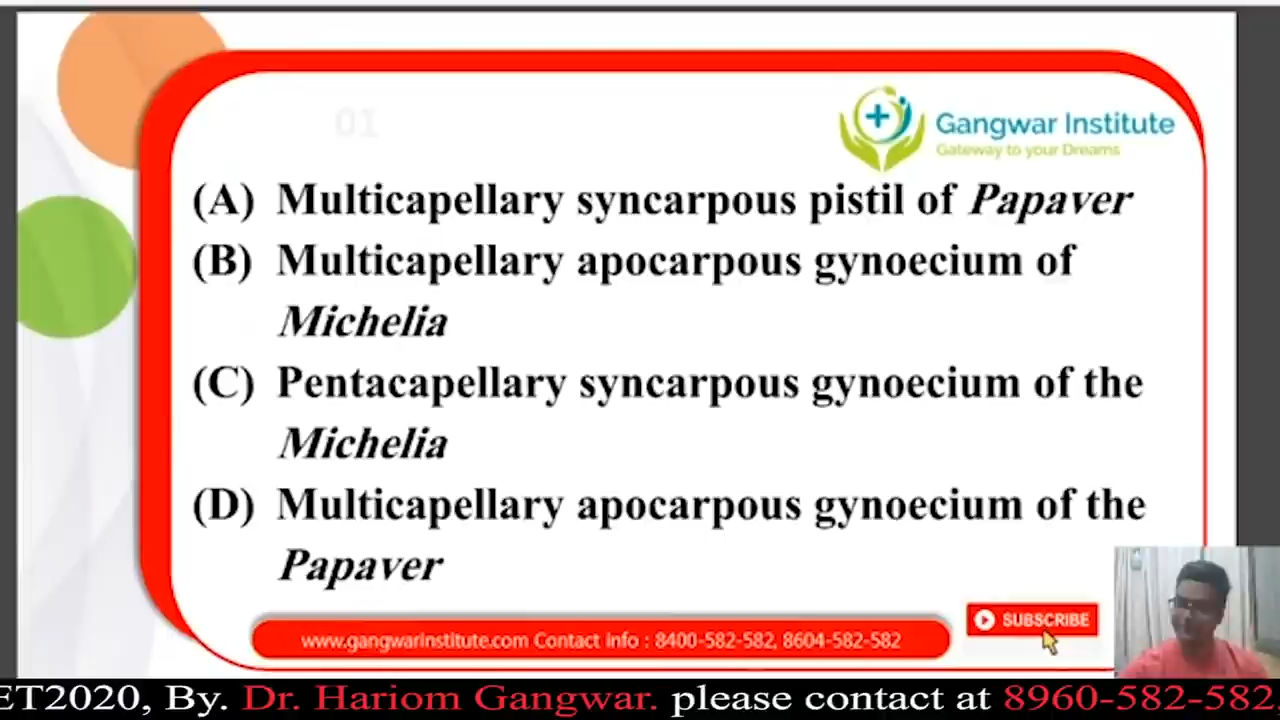 01
Gangwar Institute
Gateway to your Dreams
(A) Multicapellary syncarpous pistil of Papaver
(B) Multicapellary apocarpous gynoecium of
Michelia
(C) Pentacapellary syncarpous gynoecium of the
Michelia
(D) Multicapellary apocarpous gynoecium of the
Papaver
SUBSCRIBE
www.gangwarinstitute.com Contact info : 8400-582-582, 8604-582-582
ET2020, By. Dr. Hariom Gangwar. please contact at 8960-582-582,